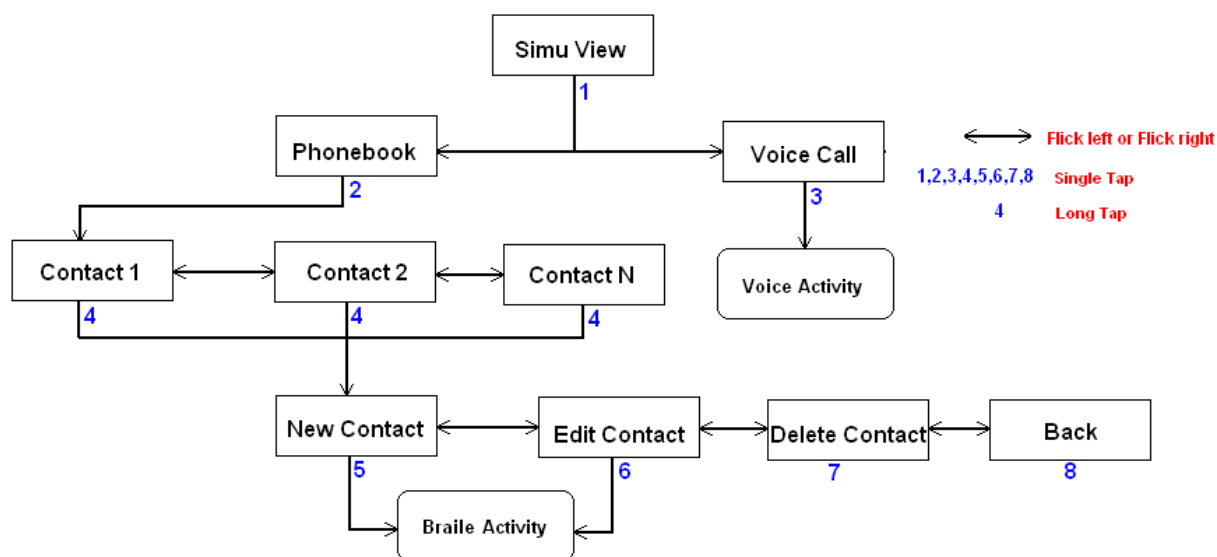 Simu View
1
Phonebook
Voice Call
Flick left or Flick right
1,2,3,4,5,6,7,8 Single Tap
2
3
4 Long Tap
Contact 1
Contact 2
Contact N
Voice Activity
4
4
4
New Contact
Edit Contact
Delete Contact
Back
5
6
7
8
Braile Activity